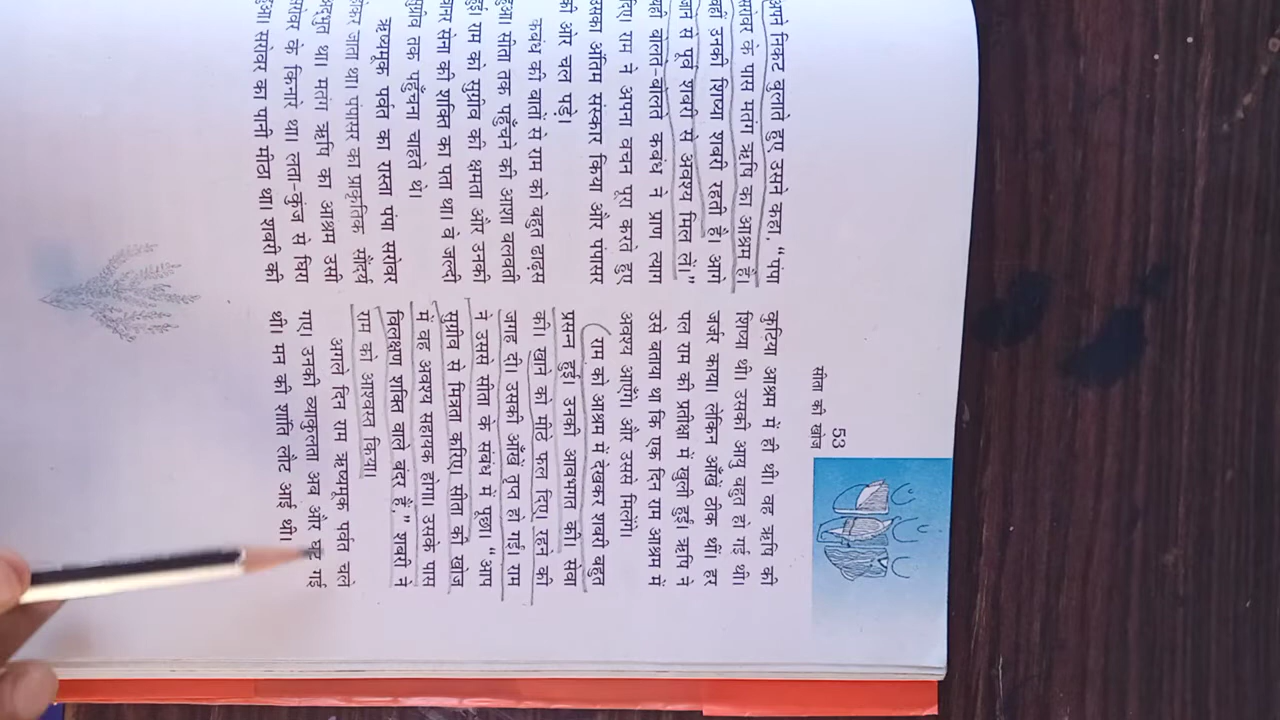 53
सीता की खोज
अपने निकट बुलाते हुए उसने कहा, “पंपा
सरोवर के पास मतंग ऋषि का आश्रम है।
वहाँ उनकी शिष्या शबरी रहती है। आगे
जाने से पूर्व शबरी से अवश्य मिल लें।”
यही बोलते-बोलते कबंध ने प्राण त्याग
दिए। राम ने अपना वचन पूरा करते हुए
उसका अंतिम संस्कार किया और पंपासर
की ओर चल पड़े।
कबंध की बातों से राम को बहुत ढाढ़स
हुआ। सीता तक पहुँचने की आशा बलवती
हुई। राम को सुग्रीव की क्षमता और उनकी
वानर सेना की शक्ति का पता था। वे जल्दी
सुग्रीव तक पहुँचना चाहते थे।
ऋष्यमूक पर्वत का रास्ता पंपा सरोवर
होकर जाता था। पंपासर का प्राकृतिक सौंदर्य
अद्भुत था। मतंग ऋषि का आश्रम उसी
सरोवर के किनारे था। लता-कुंज से घिरा
हुआ। सरोवर का पानी मीठा था। शबरी की
कुटिया आश्रम में ही थी। वह ऋषि की
शिष्या थी। उसकी आयु बहुत हो गई थी।
जर्जर काया। लेकिन आँखें ठीक थीं। हर
पल राम की प्रतीक्षा में खुली हुई। ऋषि ने
उसे बताया था कि एक दिन राम आश्रम में
अवश्य आएँगे। और उससे मिलेंगे।
राम को आश्रम में देखकर शबरी बहुत
प्रसन्न हुई। उनकी आवभगत की। सेवा
की। खाने को मीठे फल दिए। रहने की
जगह दी। उसकी आँखें तृप्त हो गईं। राम
ने उससे सीता के संबंध में पूछा। “आप
सुग्रीव से मित्रता करिए। सीता की खोज
में वह अवश्य सहायक होगा। उसके पास
विलक्षण शक्ति वाले बंदर हैं,” शबरी ने
राम को आश्वस्त किया।
अगले दिन राम ऋष्यमूक पर्वत चले
गए। उनकी व्याकुलता अब और घट गई
थी। मन की शांति लौट आई थी।